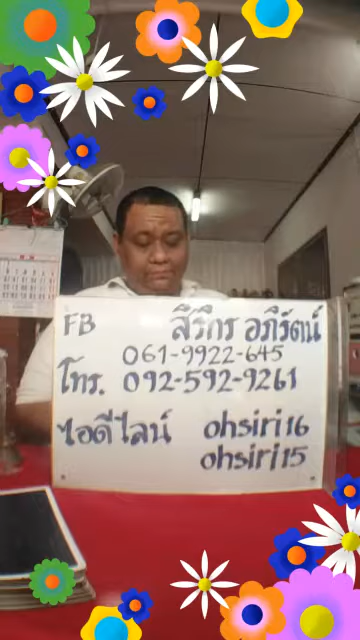 FB สิริกร อภิรัตน์
061-9922-645
โทร. 092-592-9261
ไอดีไลน์ ohsiri16
ohsiri15